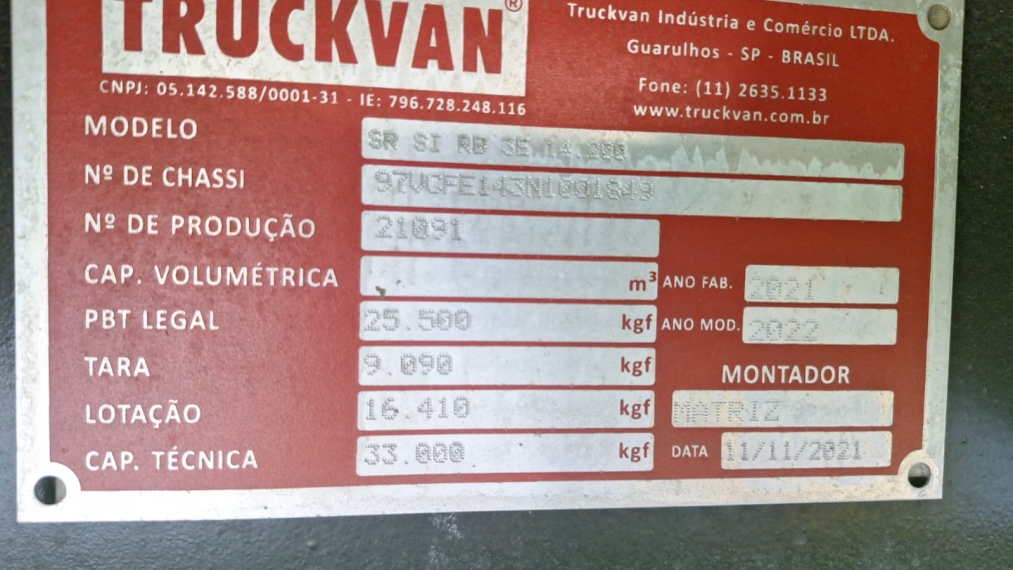 TRUCKVAN®
Truckvan Indústria e Comércio LTDA.
Guarulhos - SP - BRASIL
Fone: (11) 2635.1133
www.truckvan.com.br
CNPJ: 05.142.588/0001-31 - IE: 796.728.248.116
MODELO SR SI RB 3E 14.200
Nº DE CHASSI 97VCFE143N1001849
Nº DE PRODUÇÃO 21091
CAP. VOLUMÉTRICA m³ ANO FAB. 2021
PBT LEGAL 25.500 kgf ANO MOD. 2022
TARA 9.090 kgf
MONTADOR
LOTAÇÃO 16.410 kgf MATRIZ
CAP. TÉCNICA 33.000 kgf DATA 11/11/2021